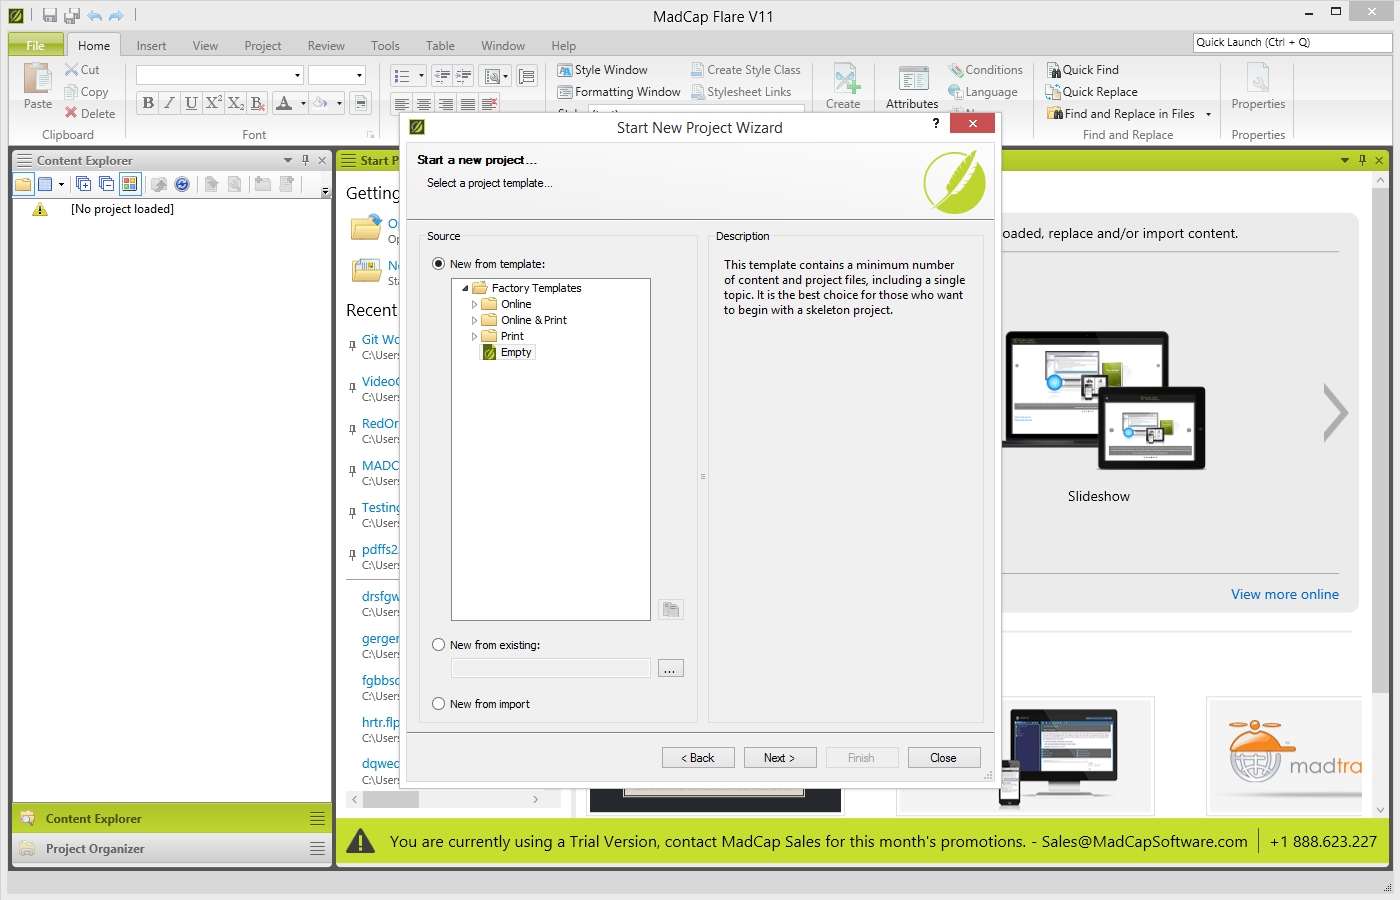 MadCap Flare V11
File Home Insert View Project Review Tools Table Window Help
Quick Launch (Ctrl + Q)
Paste
Cut
Copy
Delete
Clipboard
B I U X² X₂ B A
Font
Style Window
Formatting Window
Create Style Class
Stylesheet Links
Create
Attributes
Conditions
Language
Quick Find
Quick Replace
Find and Replace in Files
Find and Replace
Properties
Properties
Content Explorer
[No project loaded]
Content Explorer
Project Organizer
Start P
Getting
Op
Op
Ne
Sta
Recent
Git Wo
C:\Users
VideoC
C:\Users
RedOr
C:\Users
MADC
C:\Users
Testing
C:\Users
pdffs2
C:\Users
drsfgw
C:\Users
gerger
C:\Users
fgbbsc
C:\Users
hrtr.flp
C:\Users
dqwed
C:\Users
Start New Project Wizard
?
Start a new project...
Select a project template...
Source
New from template:
Factory Templates
Online
Online & Print
Print
Empty
New from existing:
...
New from import
Description
This template contains a minimum number
of content and project files, including a single
topic. It is the best choice for those who want
to begin with a skeleton project.
< Back
Next >
Finish
Close
oaded, replace and/or import content.
Slideshow
View more online
madtra
You are currently using a Trial Version, contact MadCap Sales for this month's promotions. - Sales@MadCapSoftware.com
+1 888.623.227